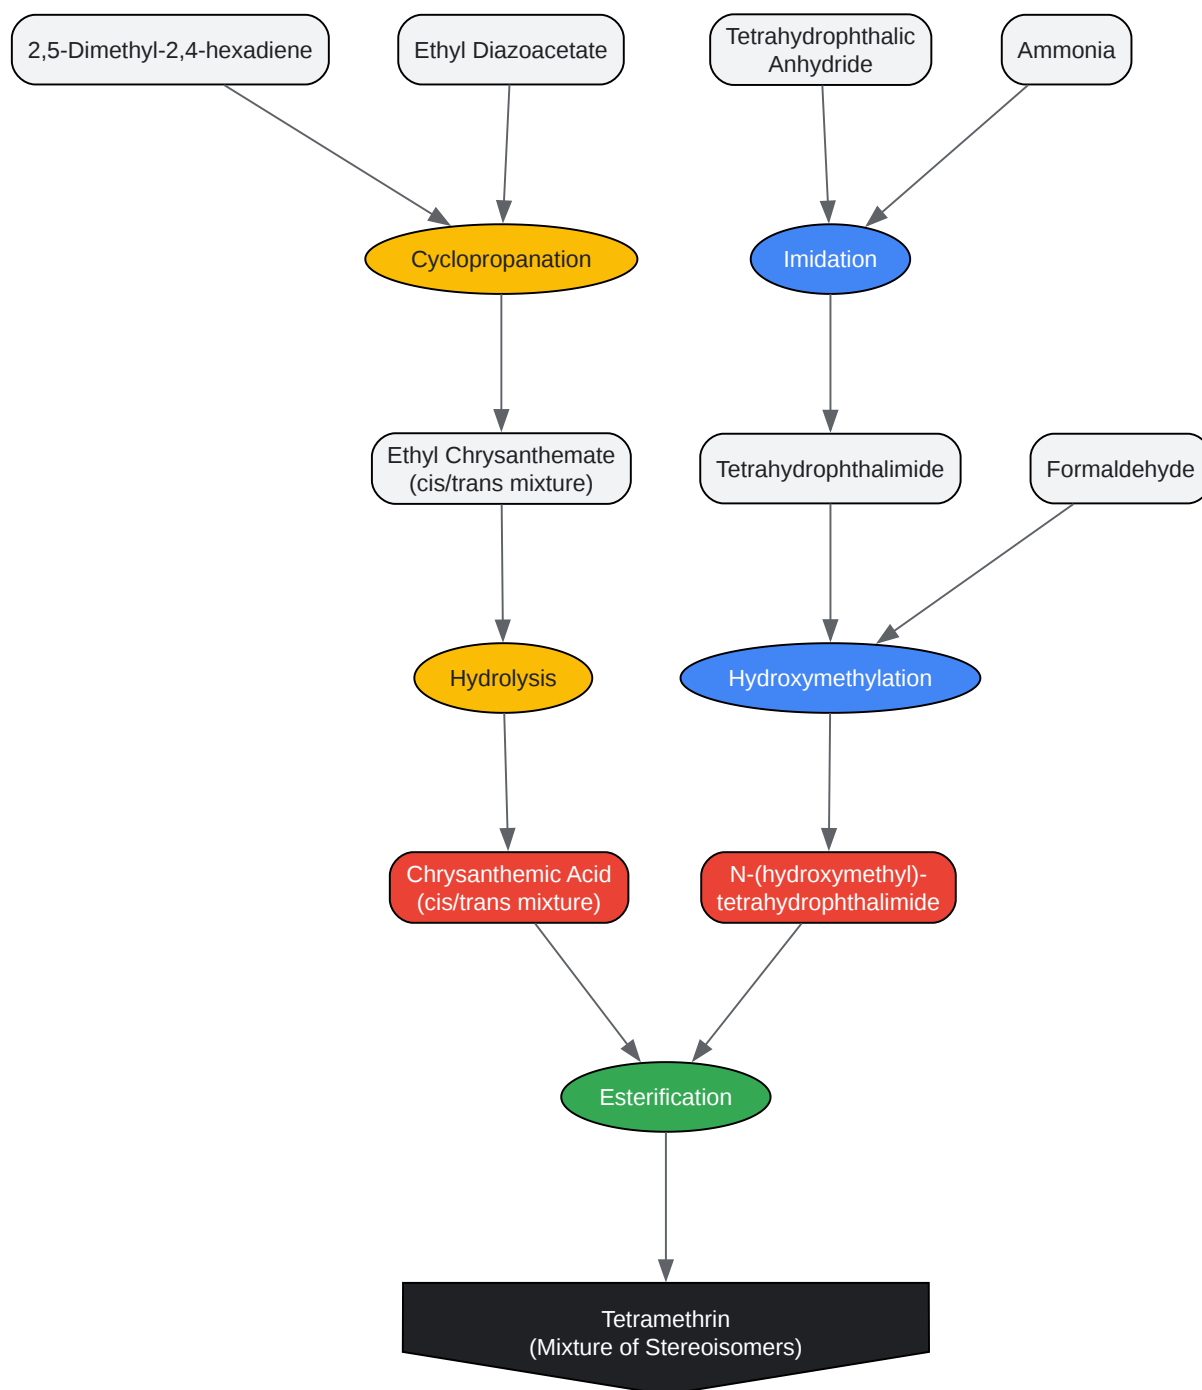 2,5-Dimethyl-2,4-hexadiene
Ethyl Diazoacetate
Tetrahydrophthalic
Anhydride
Ammonia
Cyclopropanation
Imidation
Ethyl Chrysanthemate
(cis/trans mixture)
Tetrahydrophthalimide
Formaldehyde
Hydrolysis
Hydroxymethylation
Chrysanthemic Acid
(cis/trans mixture)
N-(hydroxymethyl)-
tetrahydrophthalimide
Esterification
Tetramethrin
(Mixture of Stereoisomers)